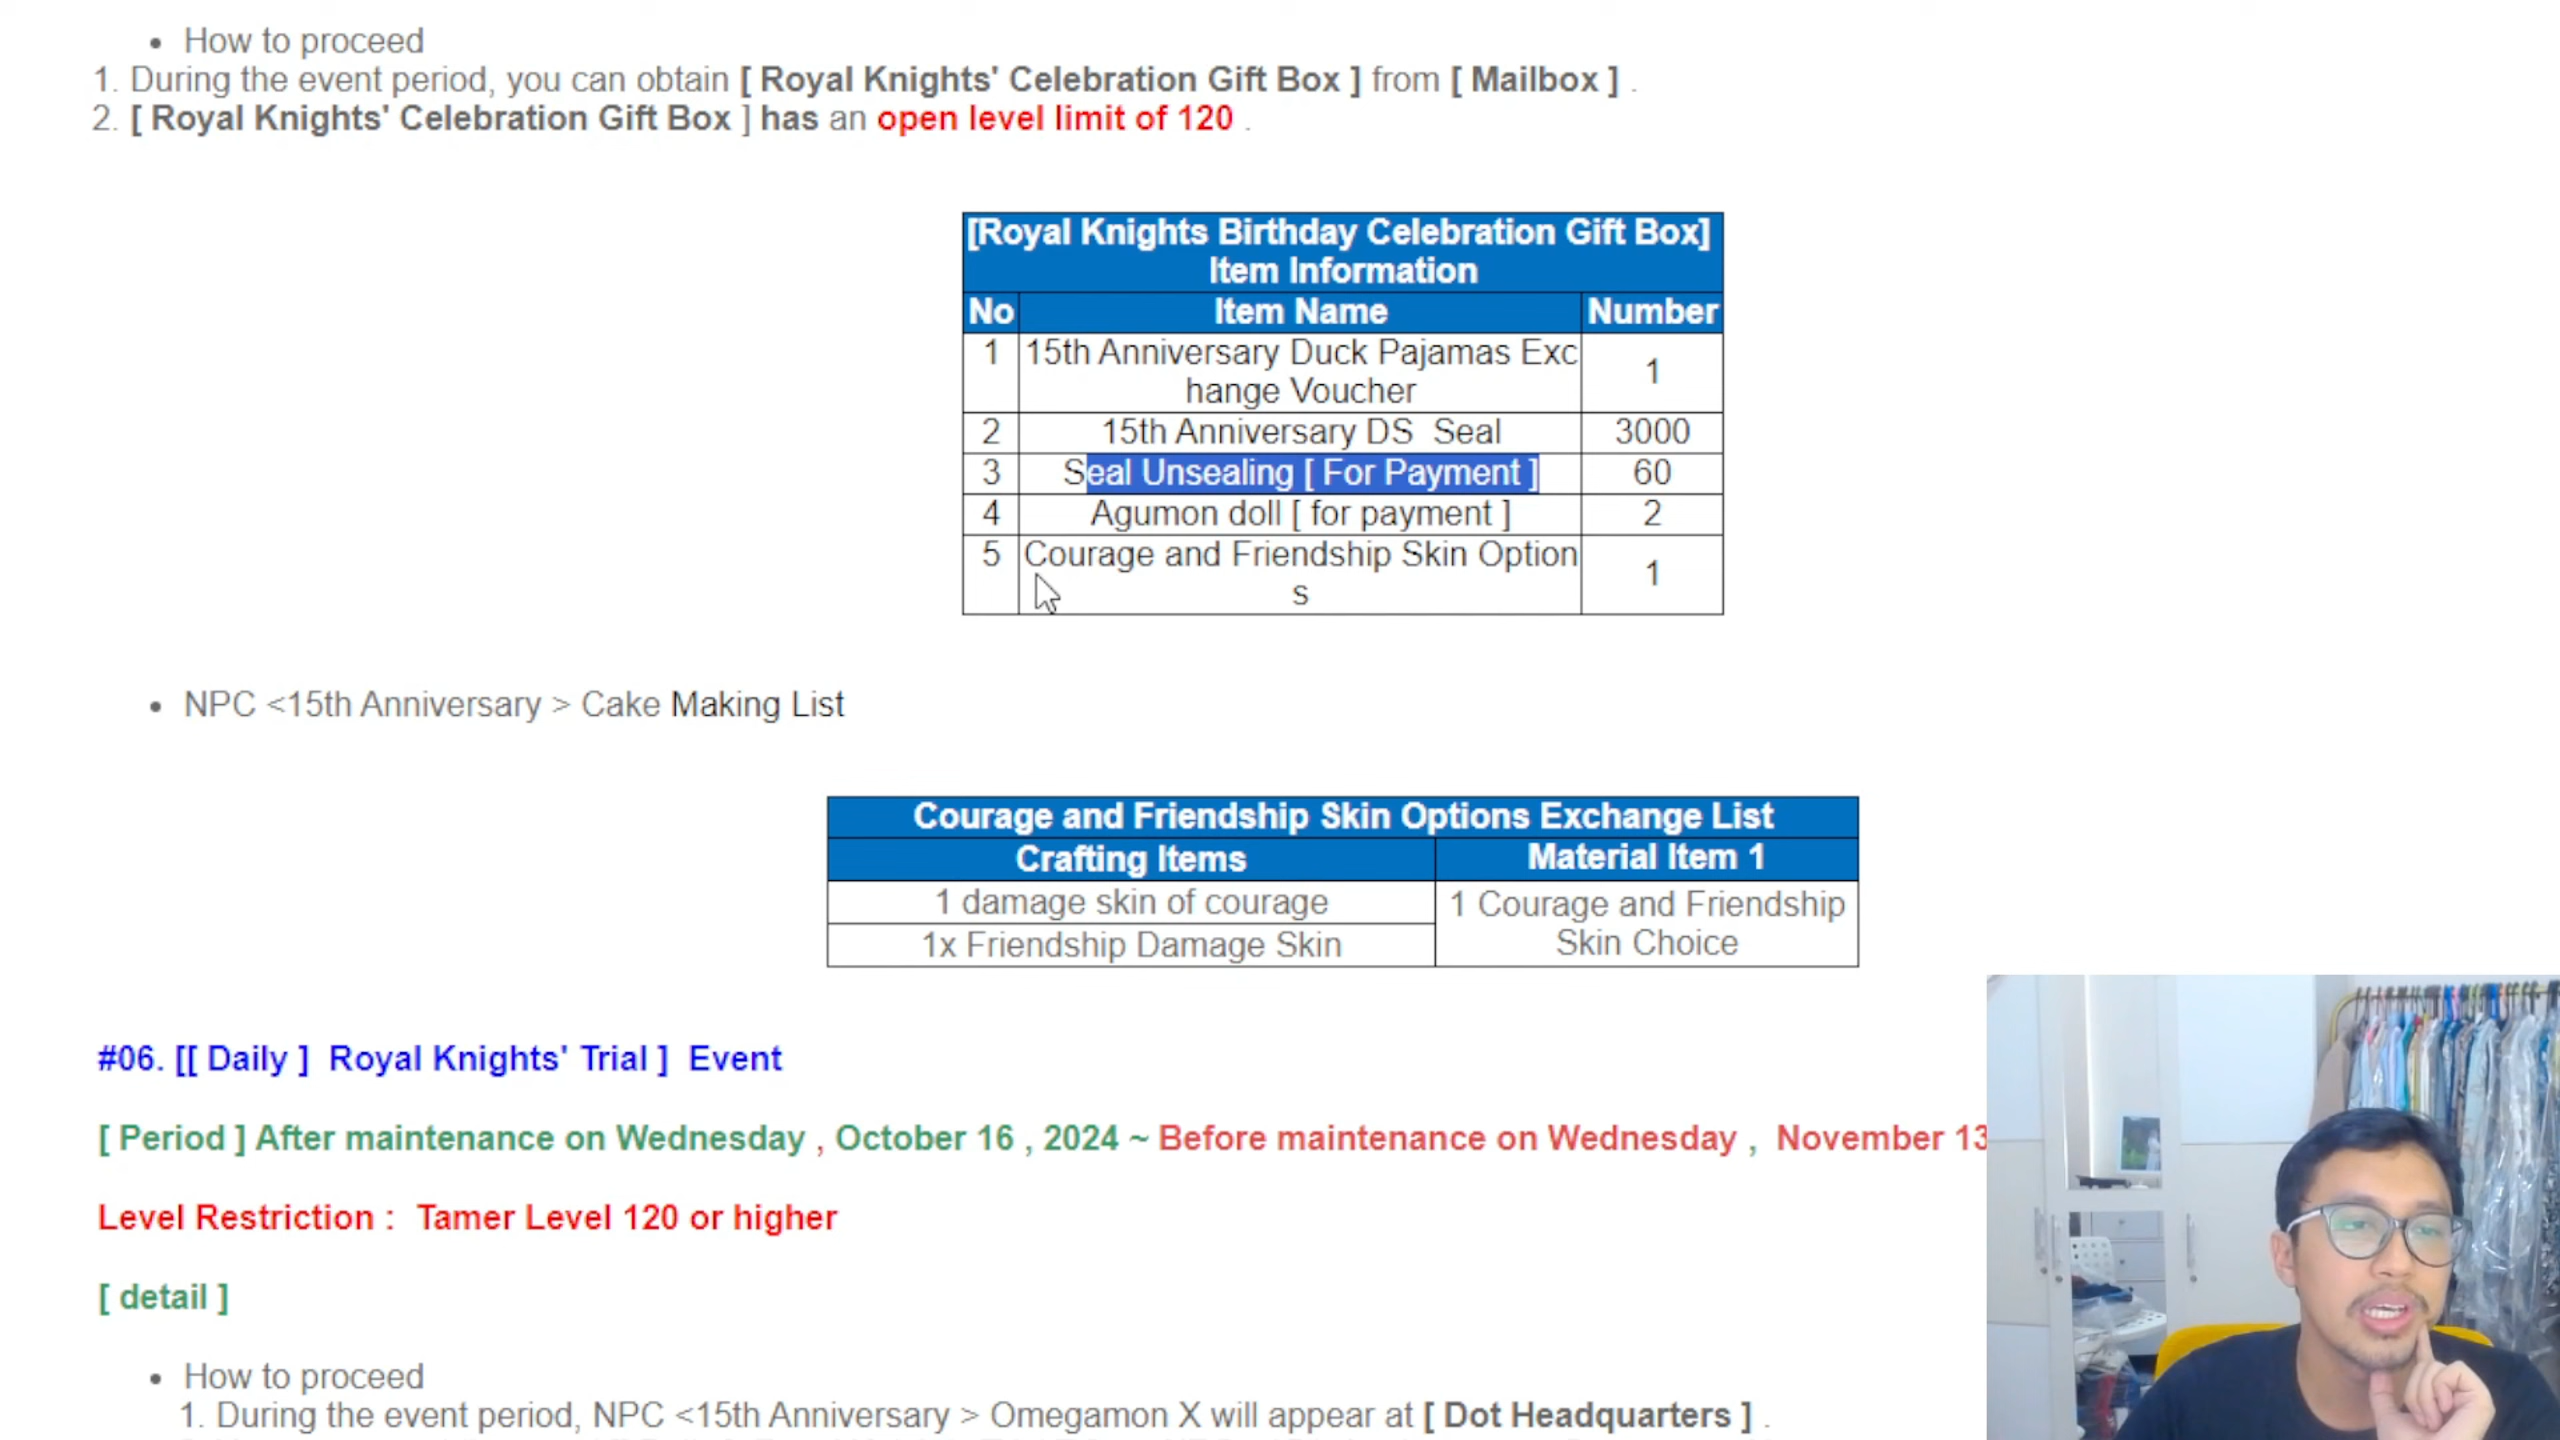 • How to proceed
1. During the event period, you can obtain [ Royal Knights' Celebration Gift Box ] from [ Mailbox ] .
2. [ Royal Knights' Celebration Gift Box ] has an open level limit of 120 .
[Royal Knights Birthday Celebration Gift Box]
Item Information
No Item Name Number
1 15th Anniversary Duck Pajamas Exc
hange Voucher 1
2 15th Anniversary DS Seal 3000
3 Seal Unsealing [ For Payment ] 60
4 Agumon doll [ for payment ] 2
5 Courage and Friendship Skin Option
s 1
• NPC <15th Anniversary > Cake Making List
Courage and Friendship Skin Options Exchange List
Crafting Items Material Item 1
1 damage skin of courage 1 Courage and Friendship
1x Friendship Damage Skin Skin Choice
#06. [[ Daily ] Royal Knights' Trial ] Event
[ Period ] After maintenance on Wednesday , October 16 , 2024 ~ Before maintenance on Wednesday , November 13
Level Restriction : Tamer Level 120 or higher
[ detail ]
• How to proceed
1. During the event period, NPC <15th Anniversary > Omegamon X will appear at [ Dot Headquarters ] .